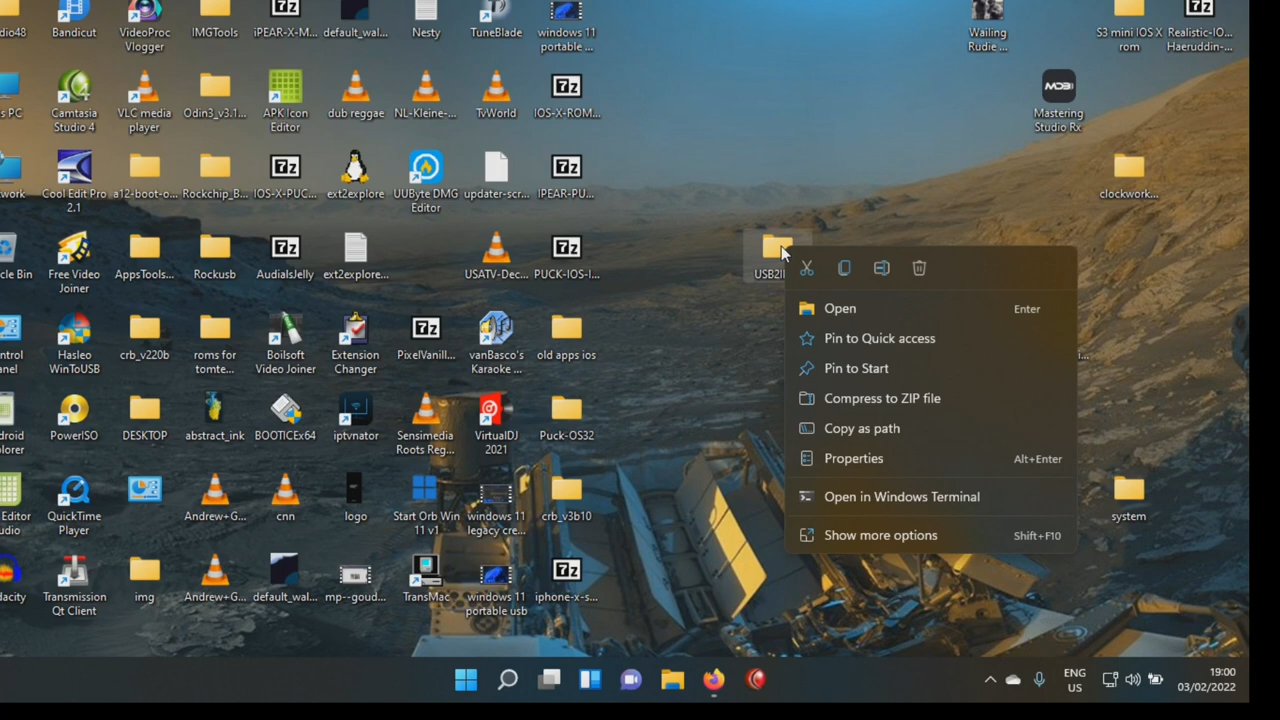 dio48
Bandicut
VideoProc
Vlogger
IMGTools
iPEAR-X-M...
default_wal...
Nesty
TuneBlade
windows 11
portable ...
Wailing
Rudie ...
S3 mini IOS X
rom
Realistic-IO...
Haeruddin-...
s PC
Camtasia
Studio 4
VLC media
player
Odin3_v3.1...
APK Icon
Editor
dub reggae
NL-Kleine-...
TvWorld
7z
IOS-X-ROM...
MDB
Mastering
Studio Rx
work
Cool Edit Pro
2.1
a12-boot-o...
Rockchip_B...
7z
IOS-X-PUC...
ext2explore
UUByte DMG
Editor
updater-scr...
7z
IPEAR-PU...
clockwork...
cle Bin
Free Video
Joiner
AppsTools...
Rockusb
7z
AudialsJelly
ext2explore...
USATV-Dec...
7z
PUCK-IOS-I...
USB2I
ntrol
anel
Hasleo
WinToUSB
crb_v220b
roms for
tomte...
Boilsoft
Video Joiner
Extension
Changer
7z
PixelVanill...
vanBasco's
Karaoke ...
old apps ios
droid
plorer
PowerISO
DESKTOP
abstract_ink
BOOTICEx64
iptvnator
Sensimedia
Roots Reg...
VirtualDJ
2021
Puck-OS32
Editor
udio
QuickTime
Player
Andrew+G...
cnn
logo
Start Orb Win
11 v1
windows 11
legacy cre...
crb_v3b10
system
dacity
Transmission
Qt Client
img
Andrew+G...
default_wal...
mp--goud...
TransMac
windows 11
portable usb
7z
iphone-x-s...
Open Enter
Pin to Quick access
Pin to Start
Compress to ZIP file
Copy as path
Properties Alt+Enter
Open in Windows Terminal
Show more options Shift+F10
ENG
US
19:00
03/02/2022